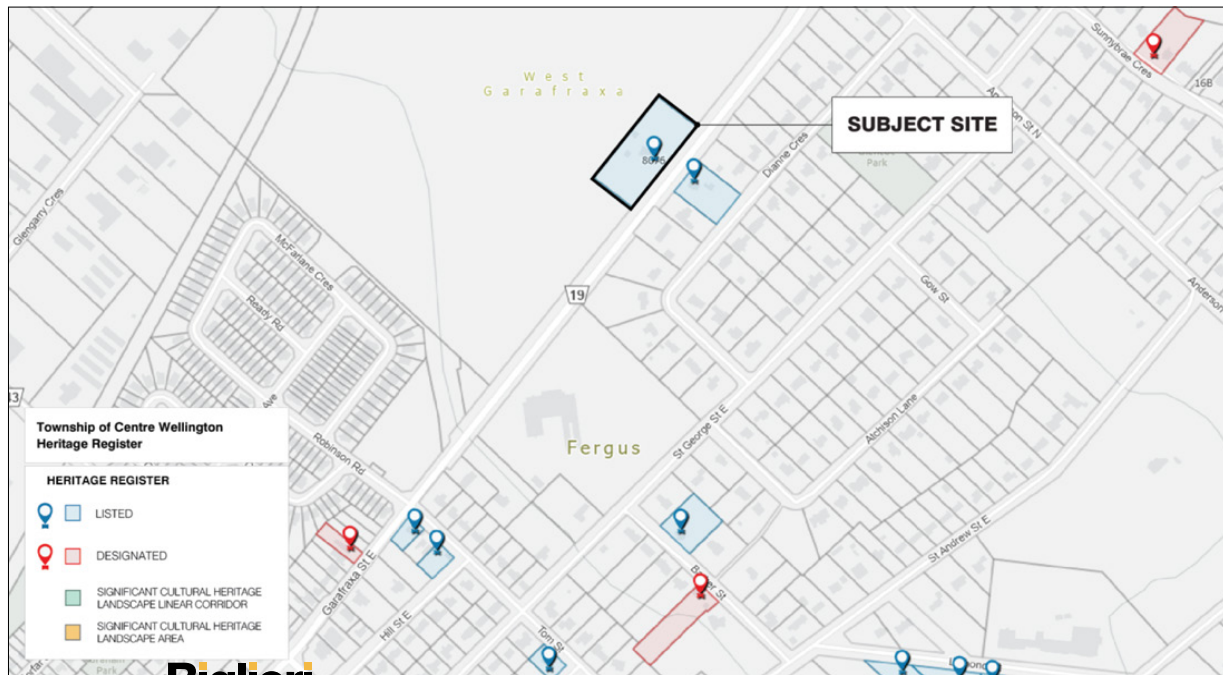 West
Garafraxa
SUBJECT SITE
8076
Park
Sunnybrae Cres
16B
Dianne Cres
Glengarry Cres
McFarlane Cres
Ready Rd
Gow St
Anderson
19
Ave
Robinson Rd
Fergus
St George St E
Aitchison Lane
St Andrew St E
Garafraxa St E
Hill St E
Tom St
Township of Centre Wellington
Heritage Register
HERITAGE REGISTER
LISTED
DESIGNATED
SIGNIFICANT CULTURAL HERITAGE
LANDSCAPE LINEAR CORRIDOR
SIGNIFICANT CULTURAL HERITAGE
LANDSCAPE AREA
Park